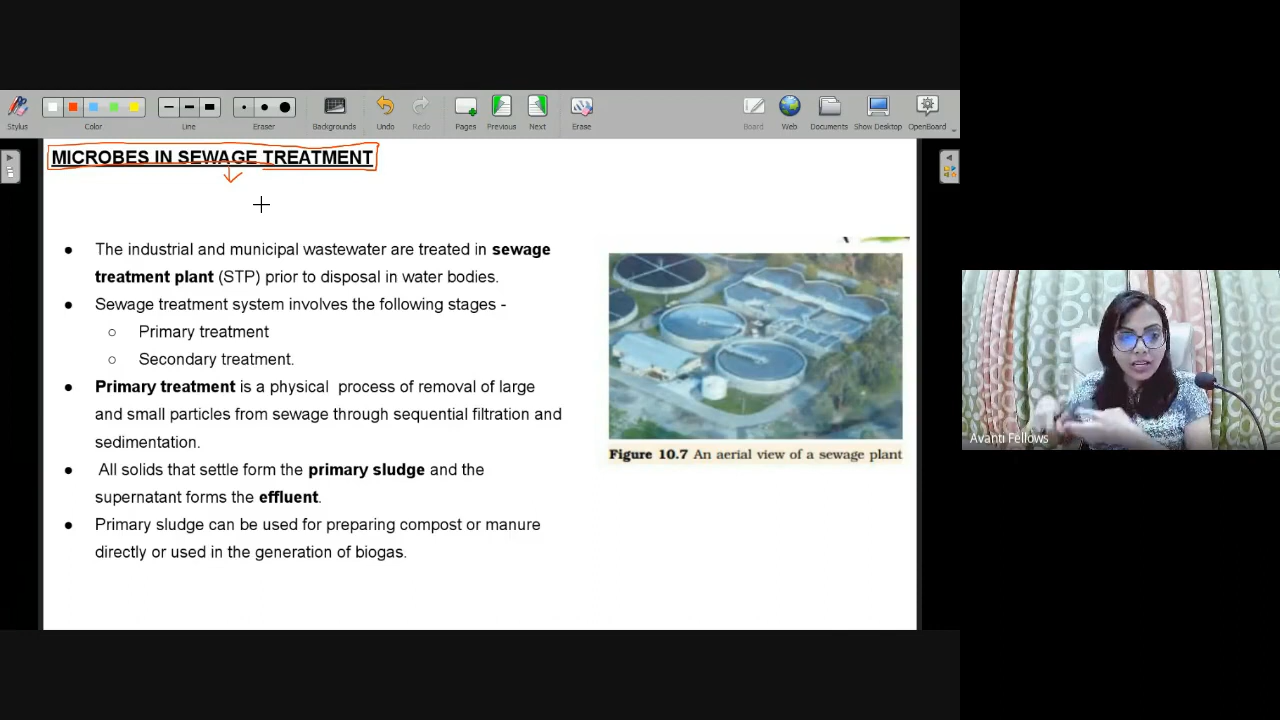 Stylus
Color
Line
Eraser
Backgrounds
Undo
Redo
Pages
Previous
Next
Erase
Board
Web
Documents
Show Desktop
OpenBoard
MICROBES IN SEWAGE TREATMENT
● The industrial and municipal wastewater are treated in sewage
treatment plant (STP) prior to disposal in water bodies.
● Sewage treatment system involves the following stages -
○ Primary treatment
○ Secondary treatment.
● Primary treatment is a physical process of removal of large
and small particles from sewage through sequential filtration and
sedimentation.
● All solids that settle form the primary sludge and the
supernatant forms the effluent.
● Primary sludge can be used for preparing compost or manure
directly or used in the generation of biogas.
Figure 10.7 An aerial view of a sewage plant
Avanti Fellows